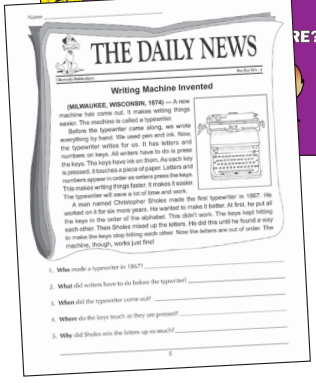 Name
RE?
THE DAILY NEWS
Writing Machine Invented
(MILWAUKEE, WISCONSIN, 1874) — A new
machine has come out. It makes writing things
easier. The machine is called a typewriter.
Before the typewriter came along, we wrote
everything by hand. We used pen and ink. Now,
the typewriter writes for us. It has letters and
numbers on keys. All writers have to do is press
the keys. The keys have ink on them. As each key
is pressed, it touches a piece of paper. Letters and
numbers appear in order as writers press the keys.
This makes writing things faster. It makes it easier.
The typewriter will save a lot of time and work.
A man named Christopher Sholes made the first typewriter in 1867. He
worked on it for six more years. He wanted to make it better. At first, he put all
the keys in the order of the alphabet. This didn't work. The keys kept hitting
each other. Then Sholes mixed up the letters. He did this until he found a way
to make the keys stop hitting each other. Now the letters are out of order. The
machine, though, works just fine!
1. Who made a typewriter in 1867?
2. What did writers have to do before the typewriter?
3. When did the typewriter come out?
4. Where do the keys touch as they are pressed?
5. Why did Sholes mix the letters up so much?